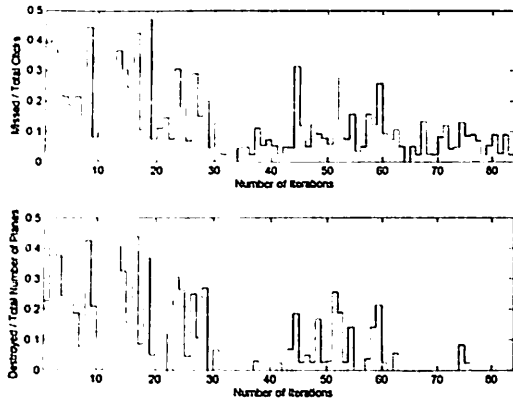 Missed / Total Clicks
0.5
0.4
0.3
0.2
0.1
0
10 20 30 40 50 60 70 80
Number of Iterations
Destroyed / Total Number of Planes
0.5
0.4
0.3
0.2
0.1
0
10 20 30 40 50 60 70 80
Number of Iterations